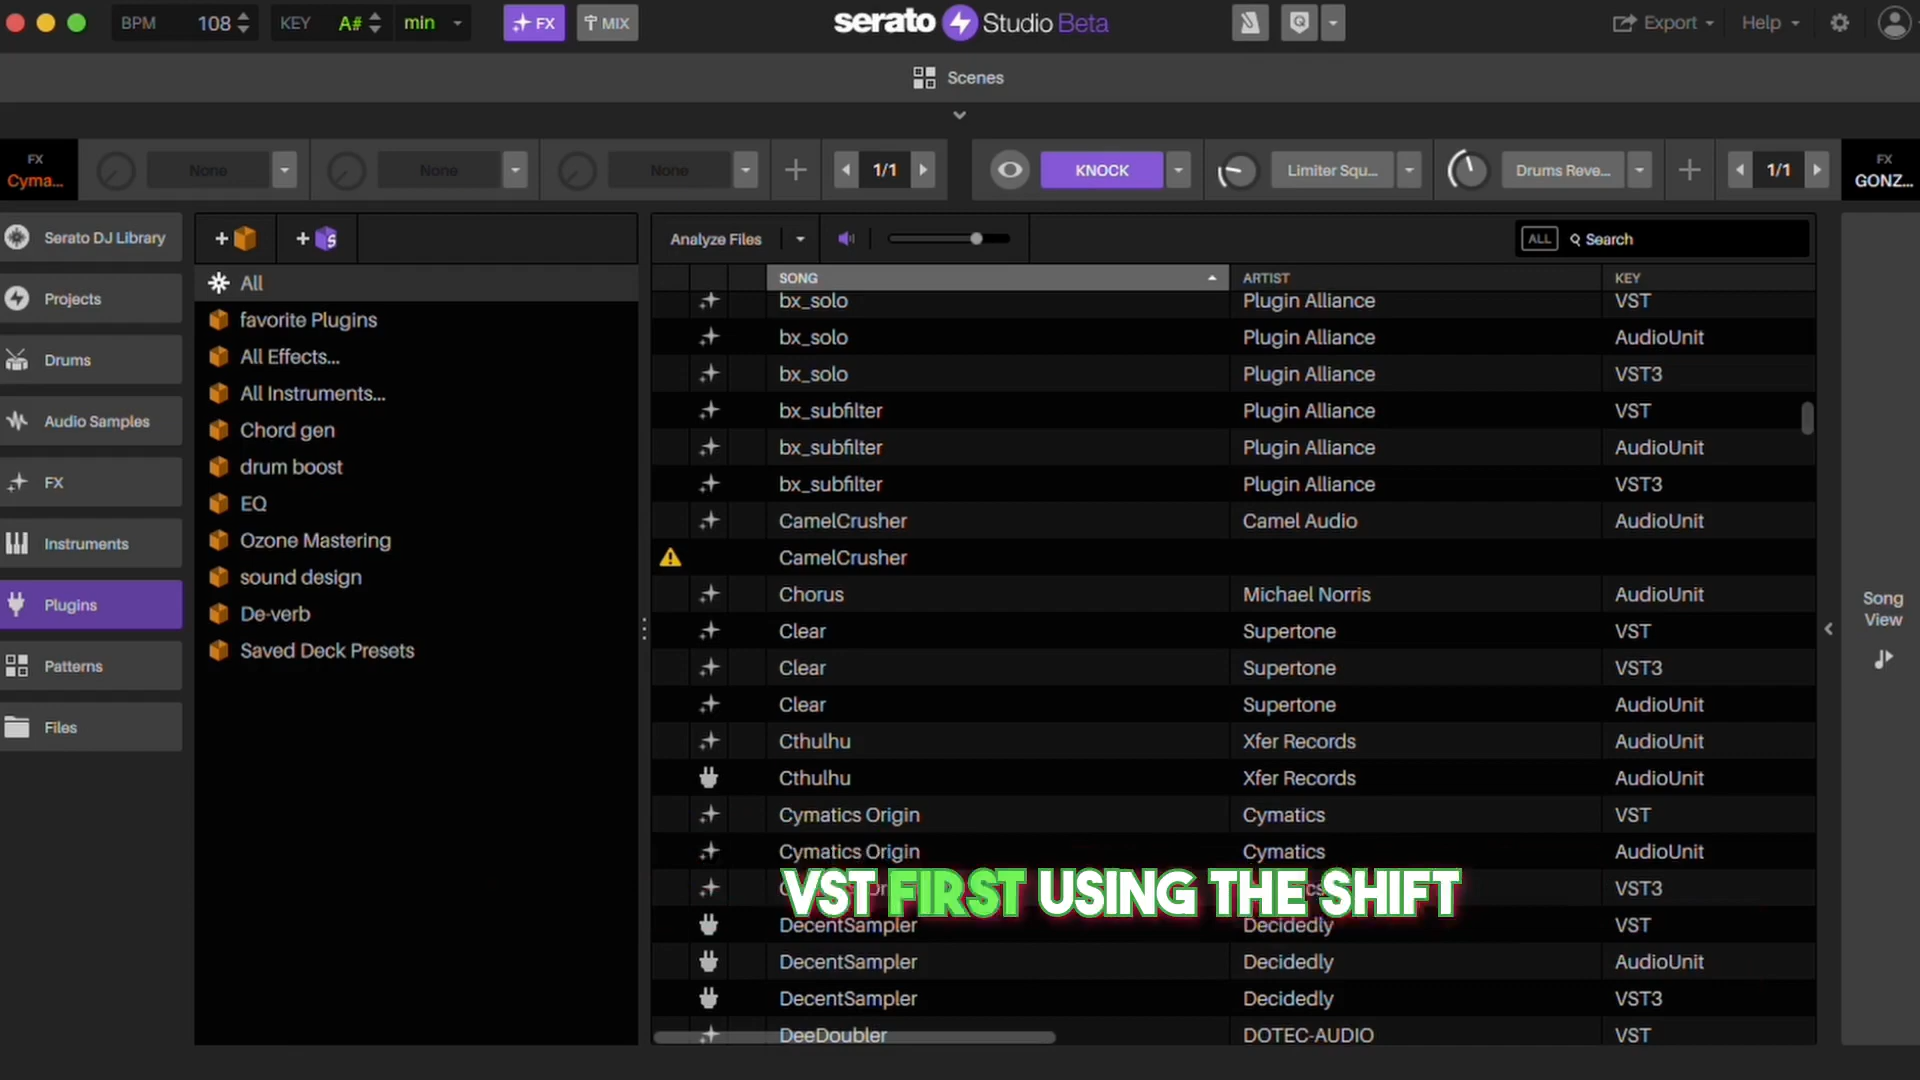 BPM 108 KEY A# min FX MIX serato Studio Beta Export Help
Scenes
FX Cyma... None None None 1/1 KNOCK Limiter Squ... Drums Reve... 1/1 FX GONZ...
Serato DJ Library
Projects
Drums
Audio Samples
FX
Instruments
Plugins
Patterns
Files
All
favorite Plugins
All Effects...
All Instruments...
Chord gen
drum boost
EQ
Ozone Mastering
sound design
De-verb
Saved Deck Presets
Analyze Files ALL Search
SONG ARTIST KEY
bx_solo Plugin Alliance VST
bx_solo Plugin Alliance AudioUnit
bx_solo Plugin Alliance VST3
bx_subfilter Plugin Alliance VST
bx_subfilter Plugin Alliance AudioUnit
bx_subfilter Plugin Alliance VST3
CamelCrusher Camel Audio AudioUnit
CamelCrusher
Chorus Michael Norris AudioUnit
Clear Supertone VST
Clear Supertone VST3
Clear Supertone AudioUnit
Cthulhu Xfer Records AudioUnit
Cthulhu Xfer Records AudioUnit
Cymatics Origin Cymatics VST
Cymatics Origin Cymatics AudioUnit
VST3
VST FIRST USING THE SHIFT
DecentSampler Decidedly VST
DecentSampler Decidedly AudioUnit
DecentSampler Decidedly VST3
DeeDoubler DOTEC-AUDIO VST
Song
View